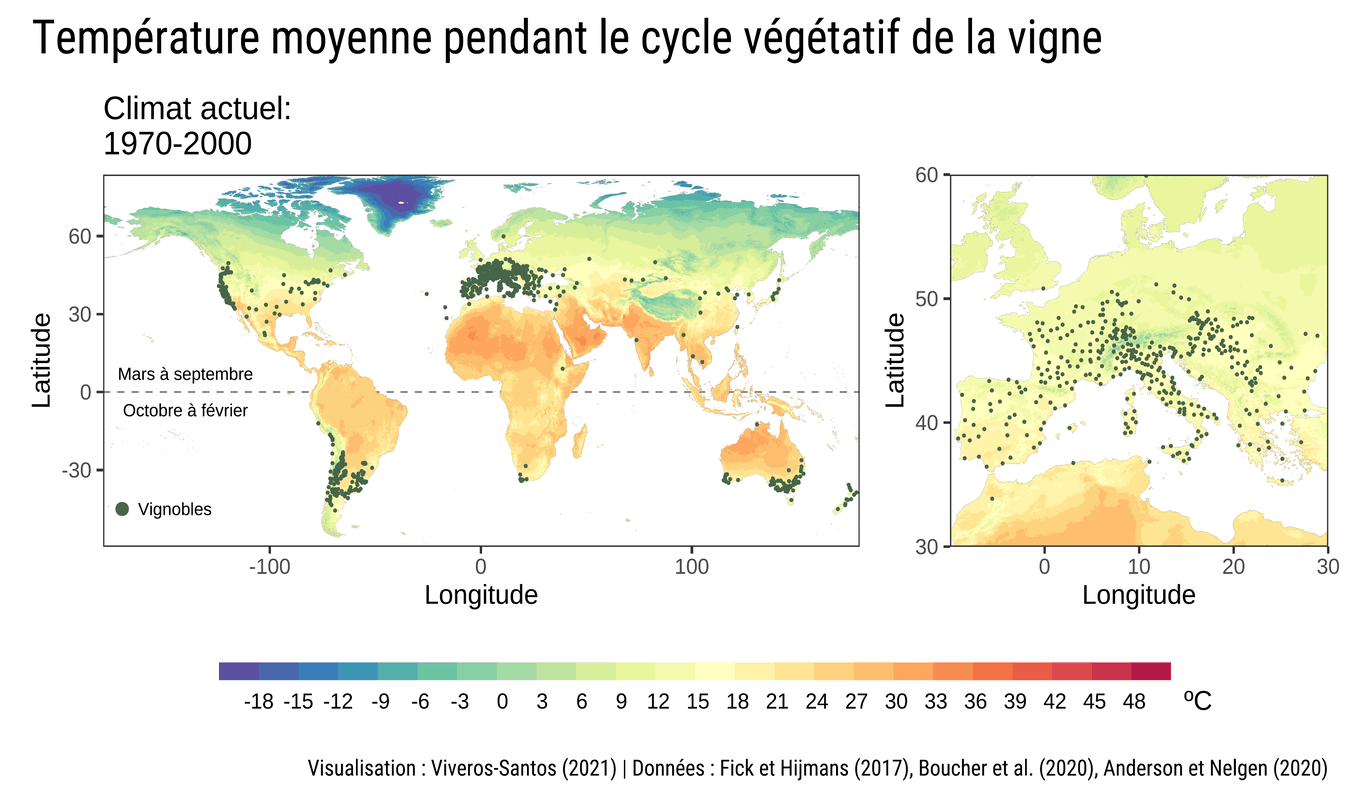 Température moyenne pendant le cycle végétatif de la vigne
Climat actuel:
1970-2000
60
30
0
-30
Latitude
Mars à septembre
Octobre à février
Vignobles
-100
0
100
Longitude
60
50
40
30
Latitude
0
10
20
30
Longitude
-18 -15 -12 -9 -6 -3 0 3 6 9 12 15 18 21 24 27 30 33 36 39 42 45 48 ºC
Visualisation : Viveros-Santos (2021) | Données : Fick et Hijmans (2017), Boucher et al. (2020), Anderson et Nelgen (2020)